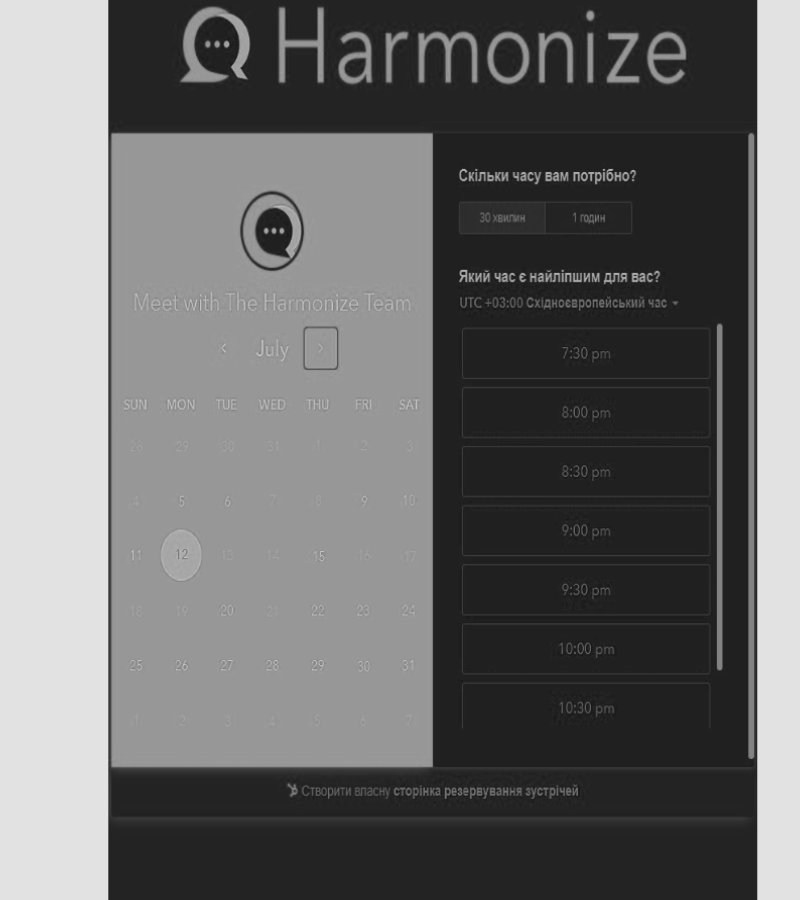 Harmonize
Meet with The Harmonize Team
July
SUN MON TUE WED THU FRI SAT
28 29 30 31 1 2 3
4 5 6 7 8 9 10
11 12 13 14 15 16 17
18 19 20 21 22 23 24
25 26 27 28 29 30 31
1 2 3 4 5 6 7
Скільки часу вам потрібно?
30 хвилин 1 годин
Який час є найліпшим для вас?
UTC +03:00 Східноєвропейський час
7:30 pm
8:00 pm
8:30 pm
9:00 pm
9:30 pm
10:00 pm
10:30 pm
Створити власну сторінка резервування зустрічей